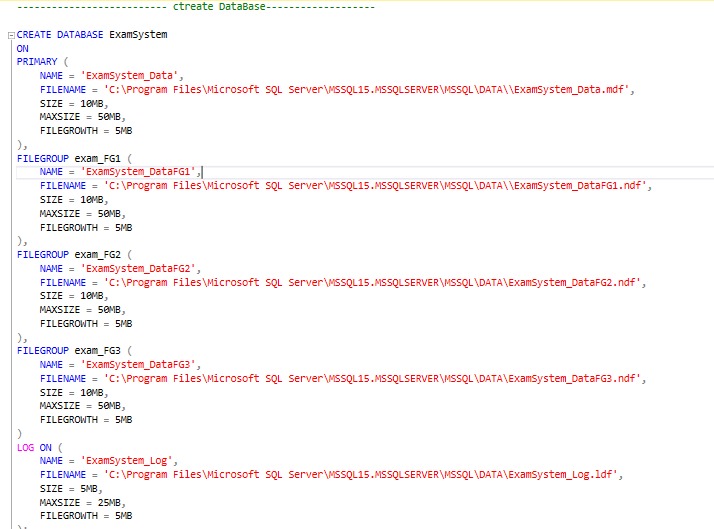 -------------------------- ctreate DataBase-------------------
CREATE DATABASE ExamSystem
ON
PRIMARY (
    NAME = 'ExamSystem_Data',
    FILENAME = 'C:\Program Files\Microsoft SQL Server\MSSQL15.MSSQLSERVER\MSSQL\DATA\\ExamSystem_Data.mdf',
    SIZE = 10MB,
    MAXSIZE = 50MB,
    FILEGROWTH = 5MB
),
FILEGROUP exam_FG1 (
    NAME = 'ExamSystem_DataFG1',
    FILENAME = 'C:\Program Files\Microsoft SQL Server\MSSQL15.MSSQLSERVER\MSSQL\DATA\\ExamSystem_DataFG1.ndf',
    SIZE = 10MB,
    MAXSIZE = 50MB,
    FILEGROWTH = 5MB
),
FILEGROUP exam_FG2 (
    NAME = 'ExamSystem_DataFG2',
    FILENAME = 'C:\Program Files\Microsoft SQL Server\MSSQL15.MSSQLSERVER\MSSQL\DATA\ExamSystem_DataFG2.ndf',
    SIZE = 10MB,
    MAXSIZE = 50MB,
    FILEGROWTH = 5MB
),
FILEGROUP exam_FG3 (
    NAME = 'ExamSystem_DataFG3',
    FILENAME = 'C:\Program Files\Microsoft SQL Server\MSSQL15.MSSQLSERVER\MSSQL\DATA\ExamSystem_DataFG3.ndf',
    SIZE = 10MB,
    MAXSIZE = 50MB,
    FILEGROWTH = 5MB
)
LOG ON (
    NAME = 'ExamSystem_Log',
    FILENAME = 'C:\Program Files\Microsoft SQL Server\MSSQL15.MSSQLSERVER\MSSQL\DATA\ExamSystem_Log.ldf',
    SIZE = 5MB,
    MAXSIZE = 25MB,
    FILEGROWTH = 5MB
);